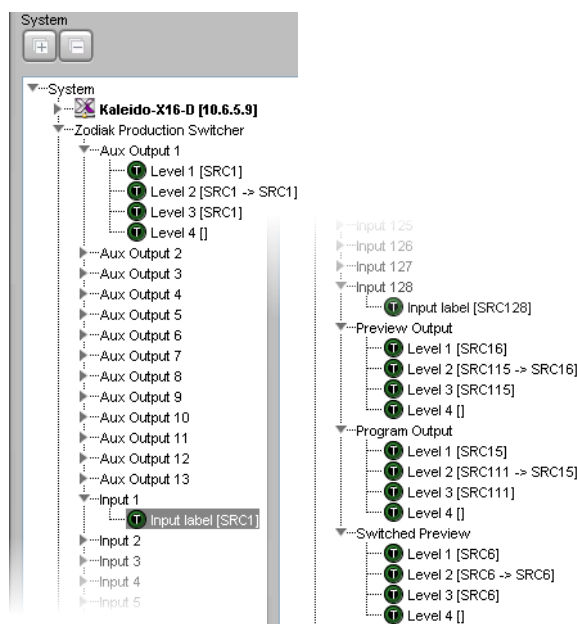 System
System
Kaleido-X16-D [10.6.5.9]
Zodiak Production Switcher
Aux Output 1
T Level 1 [SRC1]
T Level 2 [SRC1 -> SRC1]
T Level 3 [SRC1]
T Level 4 []
Aux Output 2
Aux Output 3
Aux Output 4
Aux Output 5
Aux Output 6
Aux Output 7
Aux Output 8
Aux Output 9
Aux Output 10
Aux Output 11
Aux Output 12
Aux Output 13
Input 1
T Input label [SRC1]
Input 2
Input 3
Input 4
Input 5
Input 125
Input 126
Input 127
Input 128
T Input label [SRC128]
Preview Output
T Level 1 [SRC16]
T Level 2 [SRC115 -> SRC16]
T Level 3 [SRC115]
T Level 4 []
Program Output
T Level 1 [SRC15]
T Level 2 [SRC111 -> SRC15]
T Level 3 [SRC111]
T Level 4 []
Switched Preview
T Level 1 [SRC6]
T Level 2 [SRC6 -> SRC6]
T Level 3 [SRC6]
T Level 4 []